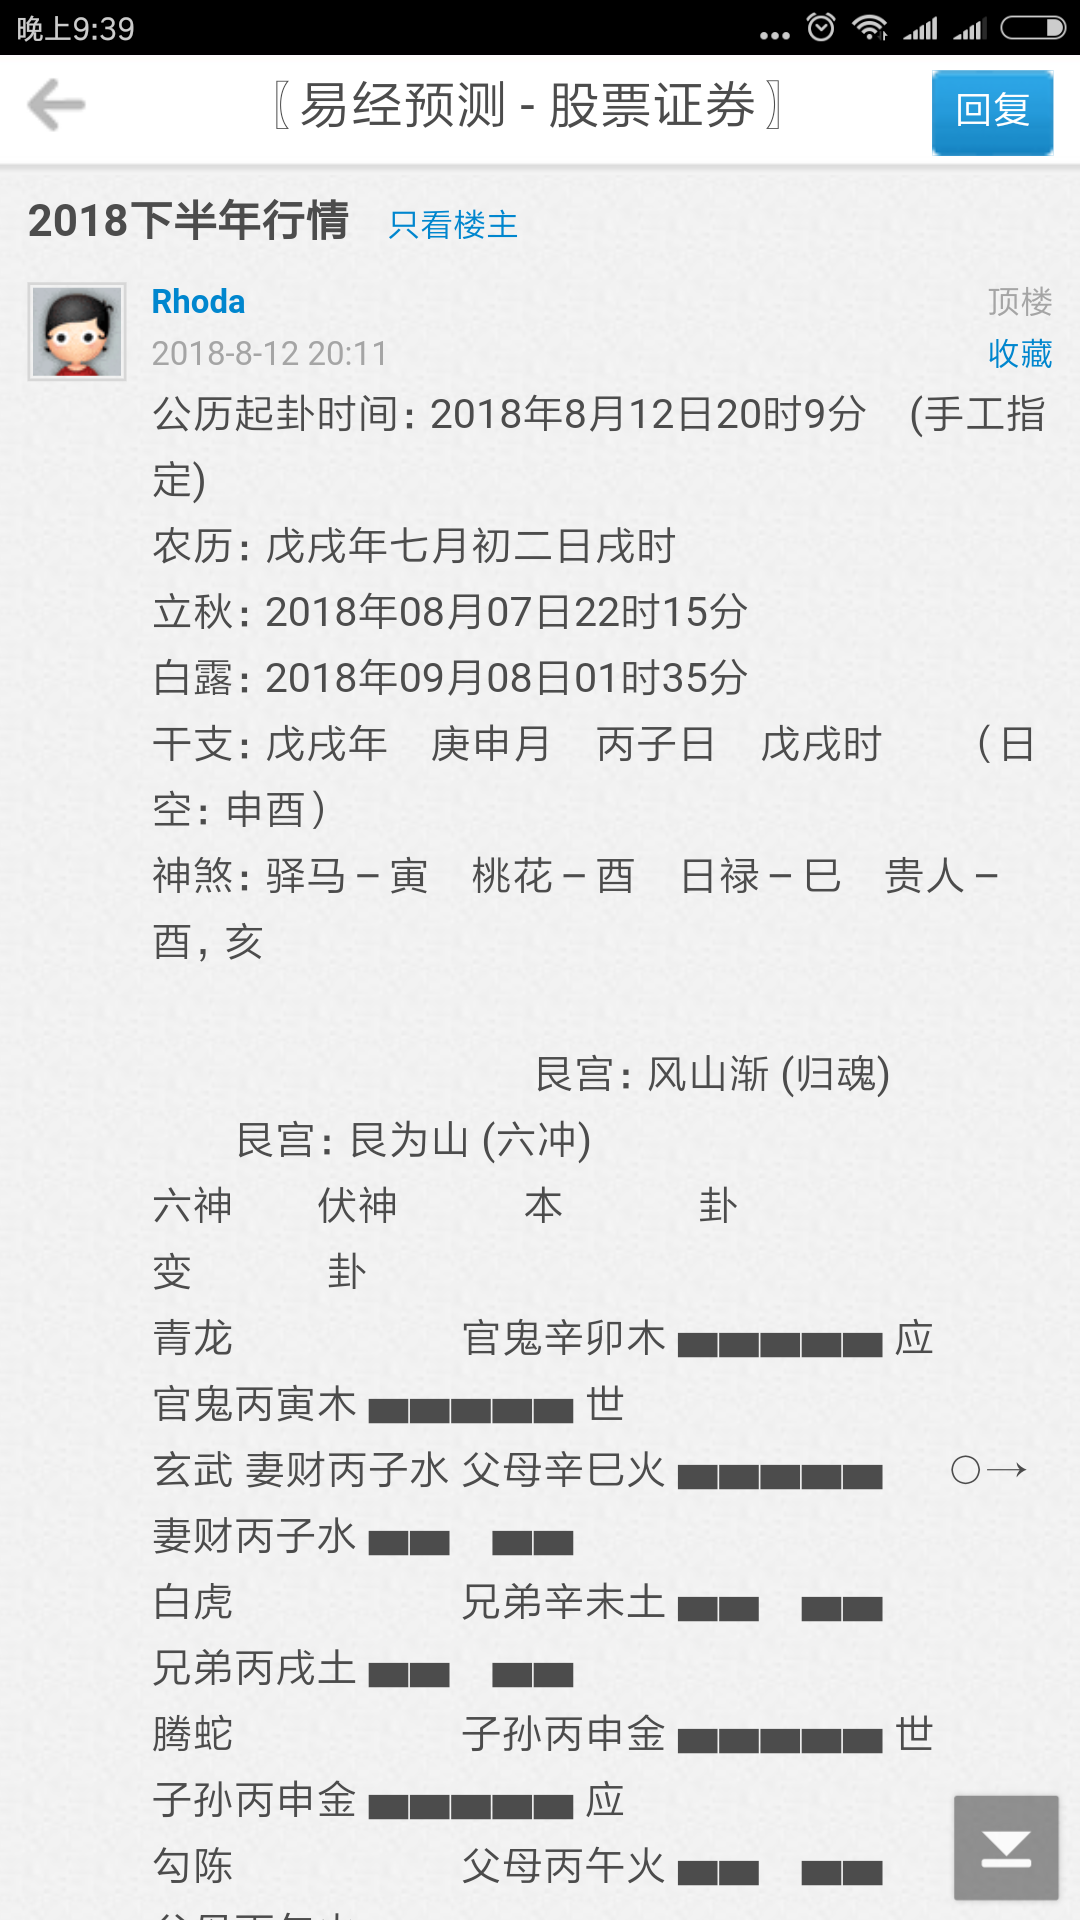 晚上9:39
〖易经预测 - 股票证券〗
回复
2018下半年行情 只看楼主
Rhoda 顶楼
2018-8-12 20:11 收藏
公历起卦时间：2018年8月12日20时9分 (手工指
定)
农历：戊戌年七月初二日戌时
立秋：2018年08月07日22时15分
白露：2018年09月08日01时35分
干支：戊戌年 庚申月 丙子日 戊戌时 （日
空：申酉）
神煞：驿马－寅 桃花－酉 日禄－巳 贵人－
酉，亥
艮宫：风山渐 (归魂)
艮宫：艮为山 (六冲)
六神 伏神 本 卦
变 卦
青龙 官鬼辛卯木 ▅▅▅▅▅ 应
官鬼丙寅木 ▅▅▅▅▅ 世
玄武 妻财丙子水 父母辛巳火 ▅▅▅▅▅ ○→
妻财丙子水 ▅▅ ▅▅
白虎 兄弟辛未土 ▅▅ ▅▅
兄弟丙戌土 ▅▅ ▅▅
腾蛇 子孙丙申金 ▅▅▅▅▅ 世
子孙丙申金 ▅▅▅▅▅ 应
勾陈 父母丙午火 ▅▅ ▅▅